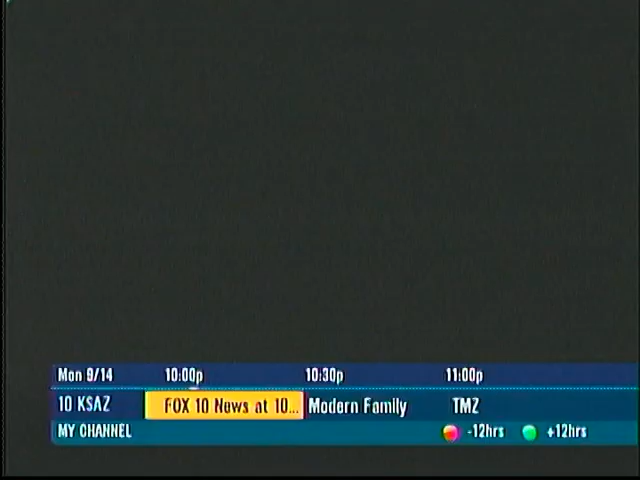 Mon 9/14 10:00p 10:30p 11:00p
10 KSAZ FOX 10 News at 10... Modern Family TMZ
MY CHANNEL -12hrs +12hrs